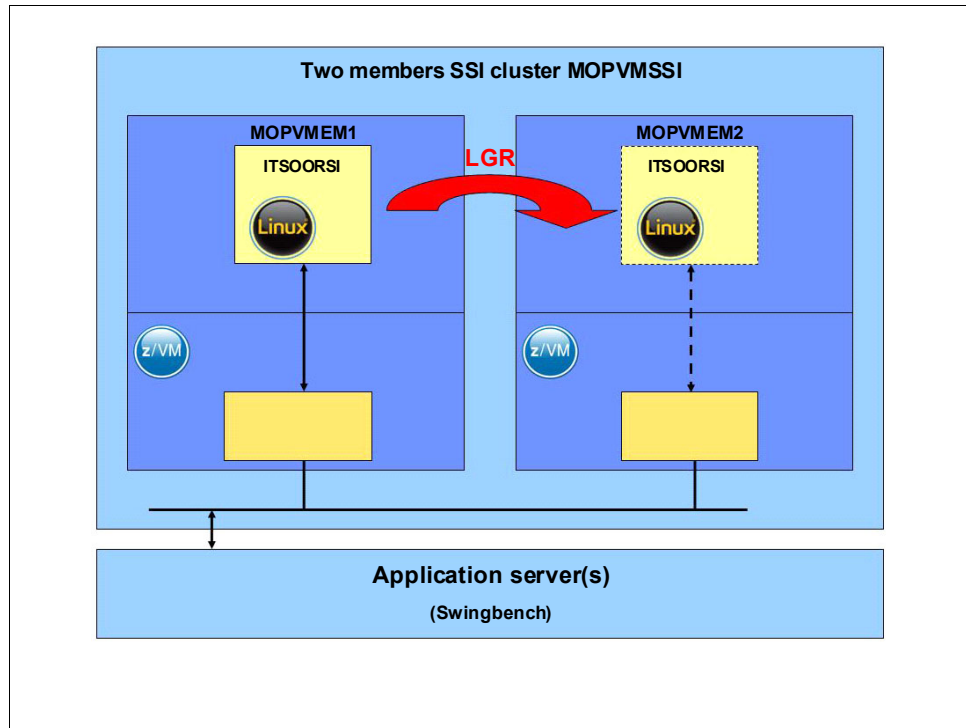 Two members SSI cluster MOPVMSSI
MOPVMEM1
MOPVMEM2
LGR
ITSOORSI
ITSOORSI
Linux
Linux
z/VM
z/VM
Application server(s)
(Swingbench)